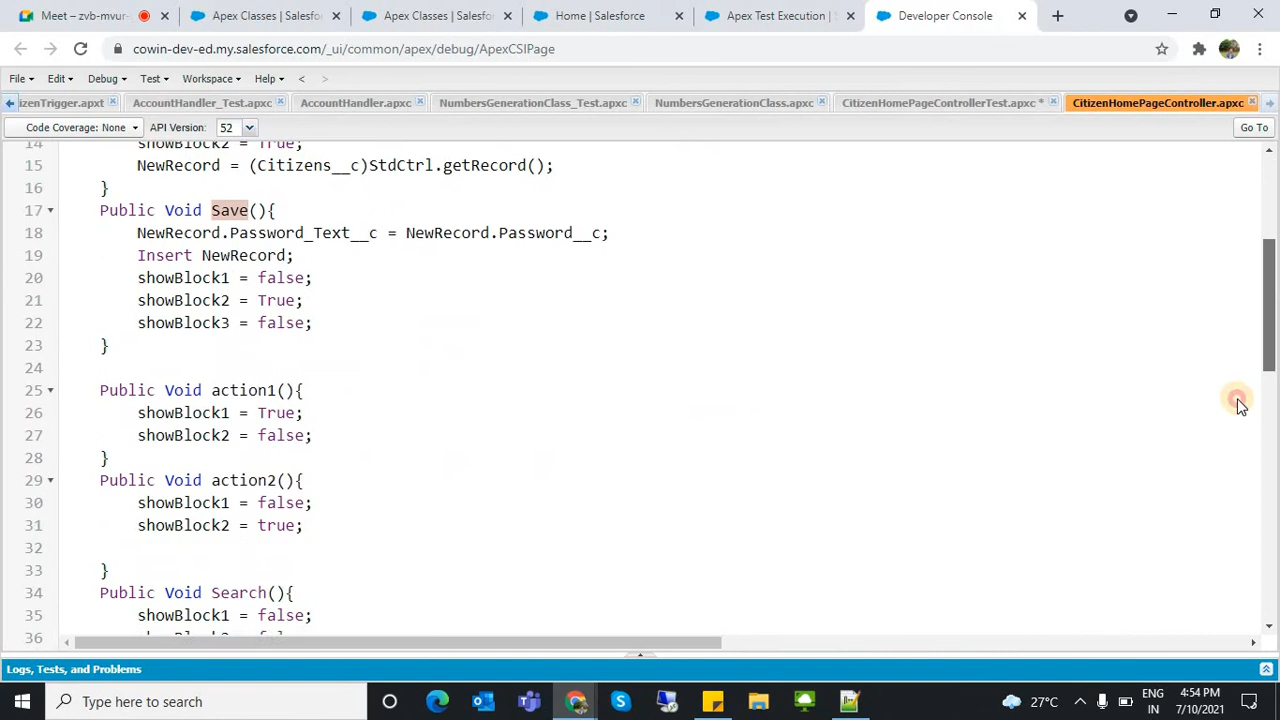 Meet – zvb-mvur
Apex Classes | Salesfo
Apex Classes | Salesfo
Home | Salesforce
Apex Test Execution |
Developer Console
cowin-dev-ed.my.salesforce.com/_ui/common/apex/debug/ApexCSIPage
File Edit Debug Test Workspace Help < >
izenTrigger.apxt AccountHandler_Test.apxc AccountHandler.apxc NumbersGenerationClass_Test.apxc NumbersGenerationClass.apxc CitizenHomePageControllerTest.apxc * CitizenHomePageController.apxc
Code Coverage: None API Version: 52 Go To
14 showBlock2 = True;
15 NewRecord = (Citizens__c)StdCtrl.getRecord();
16 }
17 Public Void Save(){
18 NewRecord.Password_Text__c = NewRecord.Password__c;
19 Insert NewRecord;
20 showBlock1 = false;
21 showBlock2 = True;
22 showBlock3 = false;
23 }
24
25 Public Void action1(){
26 showBlock1 = True;
27 showBlock2 = false;
28 }
29 Public Void action2(){
30 showBlock1 = false;
31 showBlock2 = true;
32
33 }
34 Public Void Search(){
35 showBlock1 = false;
36
Logs, Tests, and Problems
Type here to search
27°C
ENG
IN
4:54 PM
7/10/2021